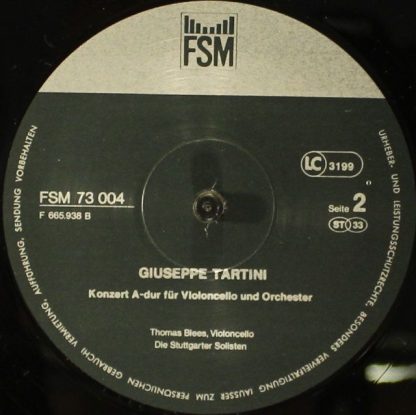 FSM
LC 3199
FSM 73 004
F 665.938 B
Seite 2
ST 33
GIUSEPPE TARTINI
Konzert A-dur für Violoncello und Orchester
Thomas Blees, Violoncello
Die Stuttgarter Solisten
URHEBER- UND LEISTUNGSSCHUTZRECHTE, BESONDERS VERVIELFÄLTIGUNG (AUSSER ZUM PERSÖNLICHEN GEBRAUCH) VERMIETUNG, AUFFÜHRUNG, SENDUNG VORBEHALTEN